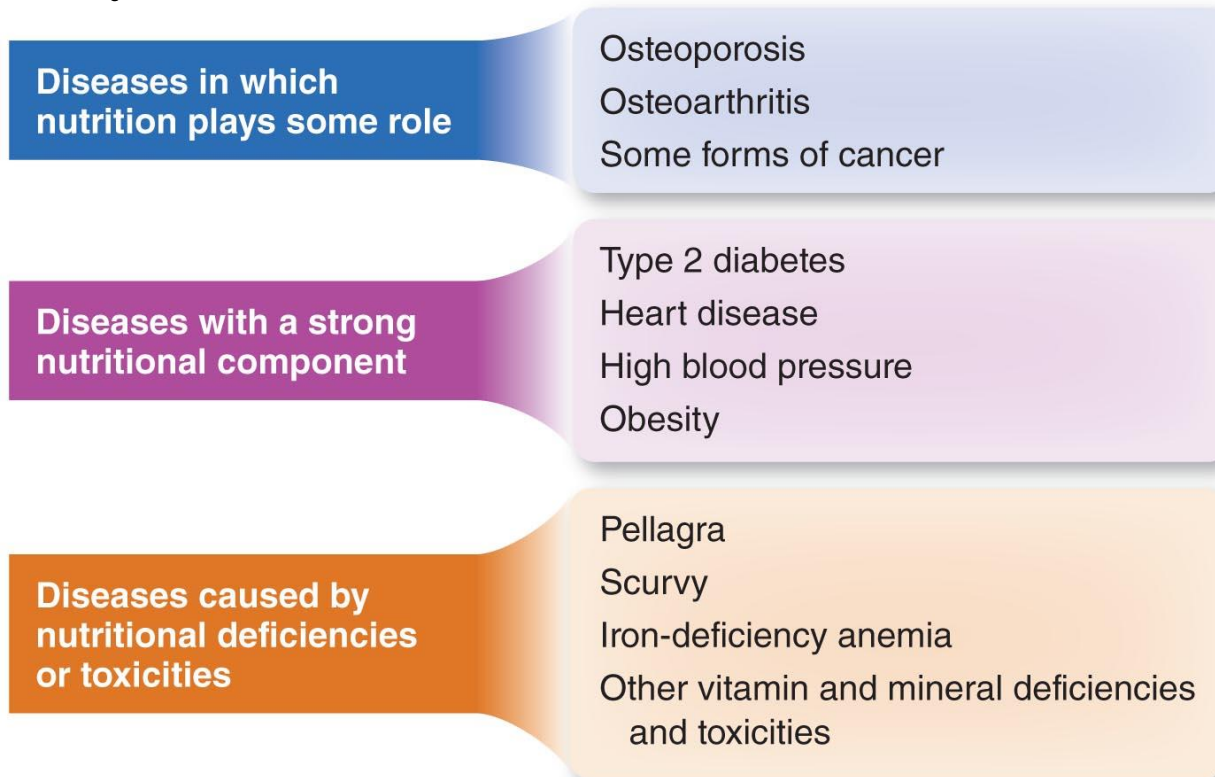 Diseases in which
nutrition plays some role
Osteoporosis
Osteoarthritis
Some forms of cancer
Diseases with a strong
nutritional component
Type 2 diabetes
Heart disease
High blood pressure
Obesity
Diseases caused by
nutritional deficiencies
or toxicities
Pellagra
Scurvy
Iron-deficiency anemia
Other vitamin and mineral deficiencies
and toxicities